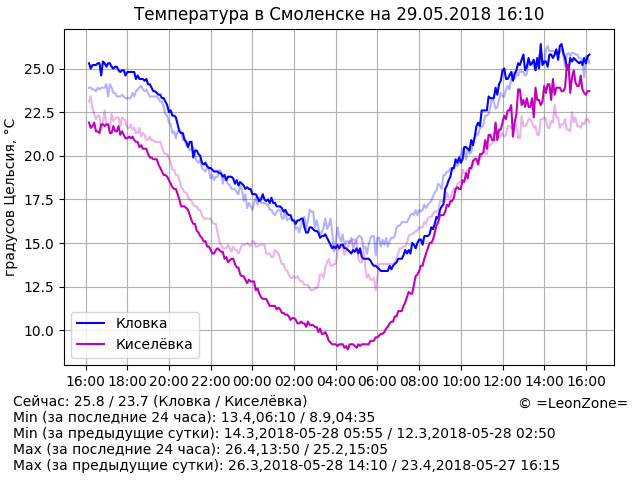 Температура в Смоленске на 29.05.2018 16:10
градусов Цельсия, °C
25.0
22.5
20.0
17.5
15.0
12.5
10.0
Кловка
Киселёвка
16:00 18:00 20:00 22:00 00:00 02:00 04:00 06:00 08:00 10:00 12:00 14:00 16:00
Сейчас: 25.8 / 23.7 (Кловка / Киселёвка)
© =LeonZone=
Min (за последние 24 часа): 13.4,06:10 / 8.9,04:35
Min (за предыдущие сутки): 14.3,2018-05-28 05:55 / 12.3,2018-05-28 02:50
Max (за последние 24 часа): 26.4,13:50 / 25.2,15:05
Max (за предыдущие сутки): 26.3,2018-05-28 14:10 / 23.4,2018-05-27 16:15